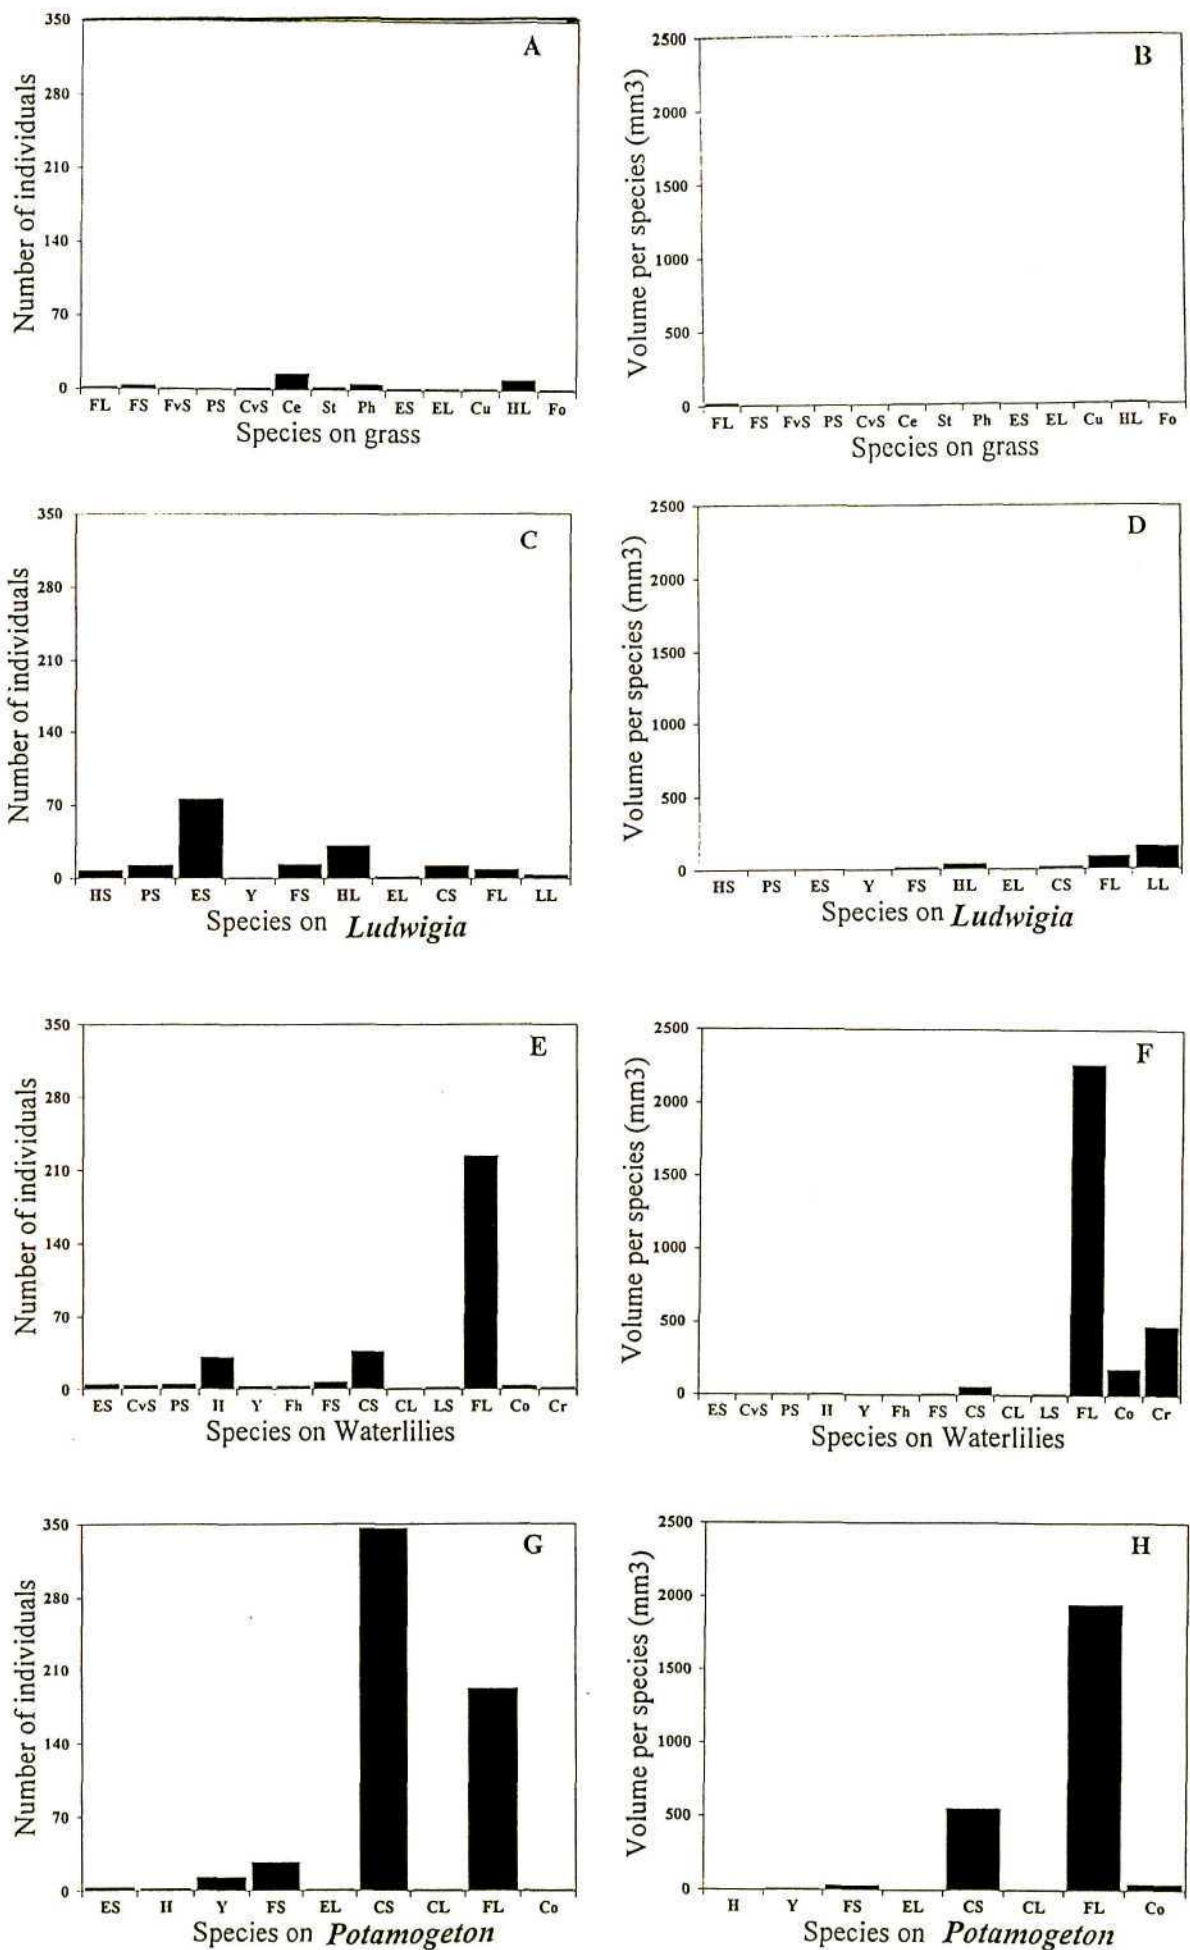 A
Number of individuals
350
280
210
140
70
0
FL FS FvS PS CvS Ce St Ph ES EL Cu HL Fo
Species on grass
B
Volume per species (mm3)
2500
2000
1500
1000
500
0
FL FS FvS PS CvS Ce St Ph ES EL Cu HL Fo
Species on grass
C
Number of individuals
350
280
210
140
70
0
HS PS ES Y FS HL EL CS FL LL
Species on Ludwigia
D
Volume per species (mm3)
2500
2000
1500
1000
500
0
HS PS ES Y FS HL EL CS FL LL
Species on Ludwigia
E
Number of individuals
350
280
210
140
70
0
ES CvS PS H Y Fh FS CS CL LS FL Co Cr
Species on Waterlilies
F
Volume per species (mm3)
2500
2000
1500
1000
500
0
ES CvS PS H Y Fh FS CS CL LS FL Co Cr
Species on Waterlilies
G
Number of individuals
350
280
210
140
70
0
ES H Y FS EL CS CL FL Co
Species on Potamogeton
H
Volume per species (mm3)
2500
2000
1500
1000
500
0
H Y FS EL CS CL FL Co
Species on Potamogeton